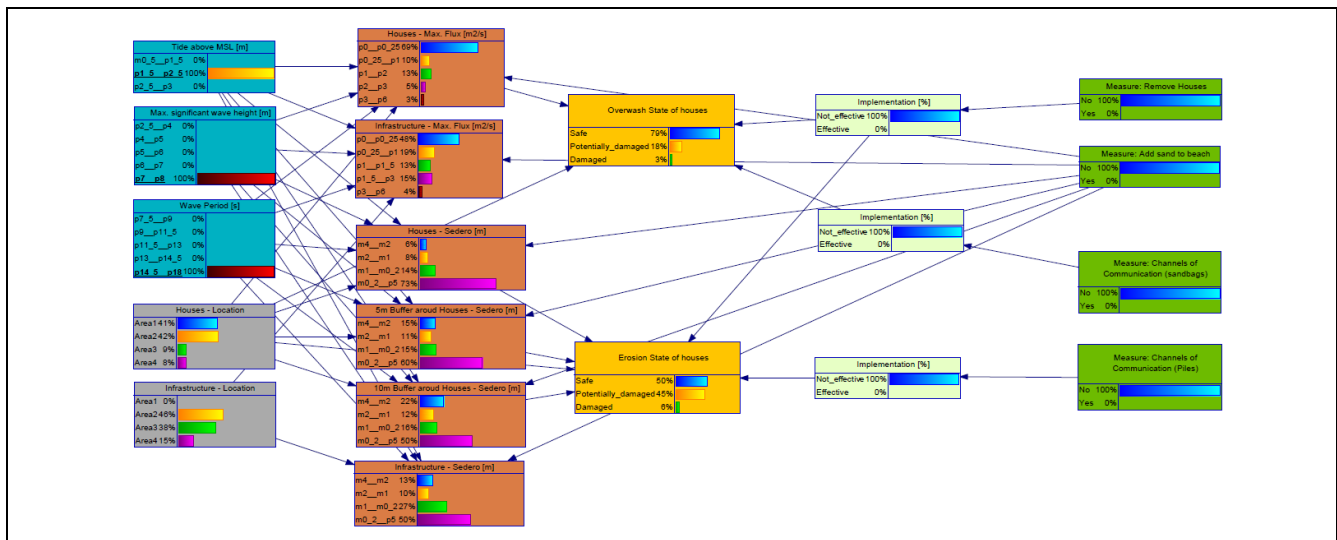 Tide above MSL [m]
m0_5__p1_5 0%
p1_5__p2_5 100%
p2_5__p3 0%
Max. significant wave height [m]
p2_5__p4 0%
p4__p5 0%
p5__p6 0%
p6__p7 0%
p7__p8 100%
Wave Period [s]
p7_5__p9 0%
p9__p11_5 0%
p11_5__p13 0%
p13__p14_5 0%
p14_5__p18 100%
Houses - Location
Area1 41%
Area2 42%
Area3 9%
Area4 8%
Infrastructure - Location
Area1 0%
Area2 46%
Area3 38%
Area4 15%
Houses - Max. Flux [m2/s]
p0__p0_25 69%
p0_25__p1 10%
p1__p2 13%
p2__p3 5%
p3__p6 3%
Infrastructure - Max. Flux [m2/s]
p0__p0_25 48%
p0_25__p1 19%
p1__p1_5 13%
p1_5__p3 15%
p3__p6 4%
Houses - Sedero [m]
m4__m2 6%
m2__m1 8%
m1__m0_2 14%
m0_2__p5 73%
5m Buffer aroud Houses - Sedero [m]
m4__m2 15%
m2__m1 11%
m1__m0_2 15%
m0_2__p5 60%
10m Buffer aroud Houses - Sedero [m]
m4__m2 22%
m2__m1 12%
m1__m0_2 16%
m0_2__p5 50%
Infrastructure - Sedero [m]
m4__m2 13%
m2__m1 10%
m1__m0_2 27%
m0_2__p5 50%
Overwash State of houses
Safe 79%
Potentially_damaged 18%
Damaged 3%
Erosion State of houses
Safe 50%
Potentially_damaged 45%
Damaged 6%
Implementation [%]
Not_effective 100%
Effective 0%
Implementation [%]
Not_effective 100%
Effective 0%
Implementation [%]
Not_effective 100%
Effective 0%
Measure: Remove Houses
No 100%
Yes 0%
Measure: Add sand to beach
No 100%
Yes 0%
Measure: Channels of
Communication (sandbags)
No 100%
Yes 0%
Measure: Channels of
Communication (Piles)
No 100%
Yes 0%